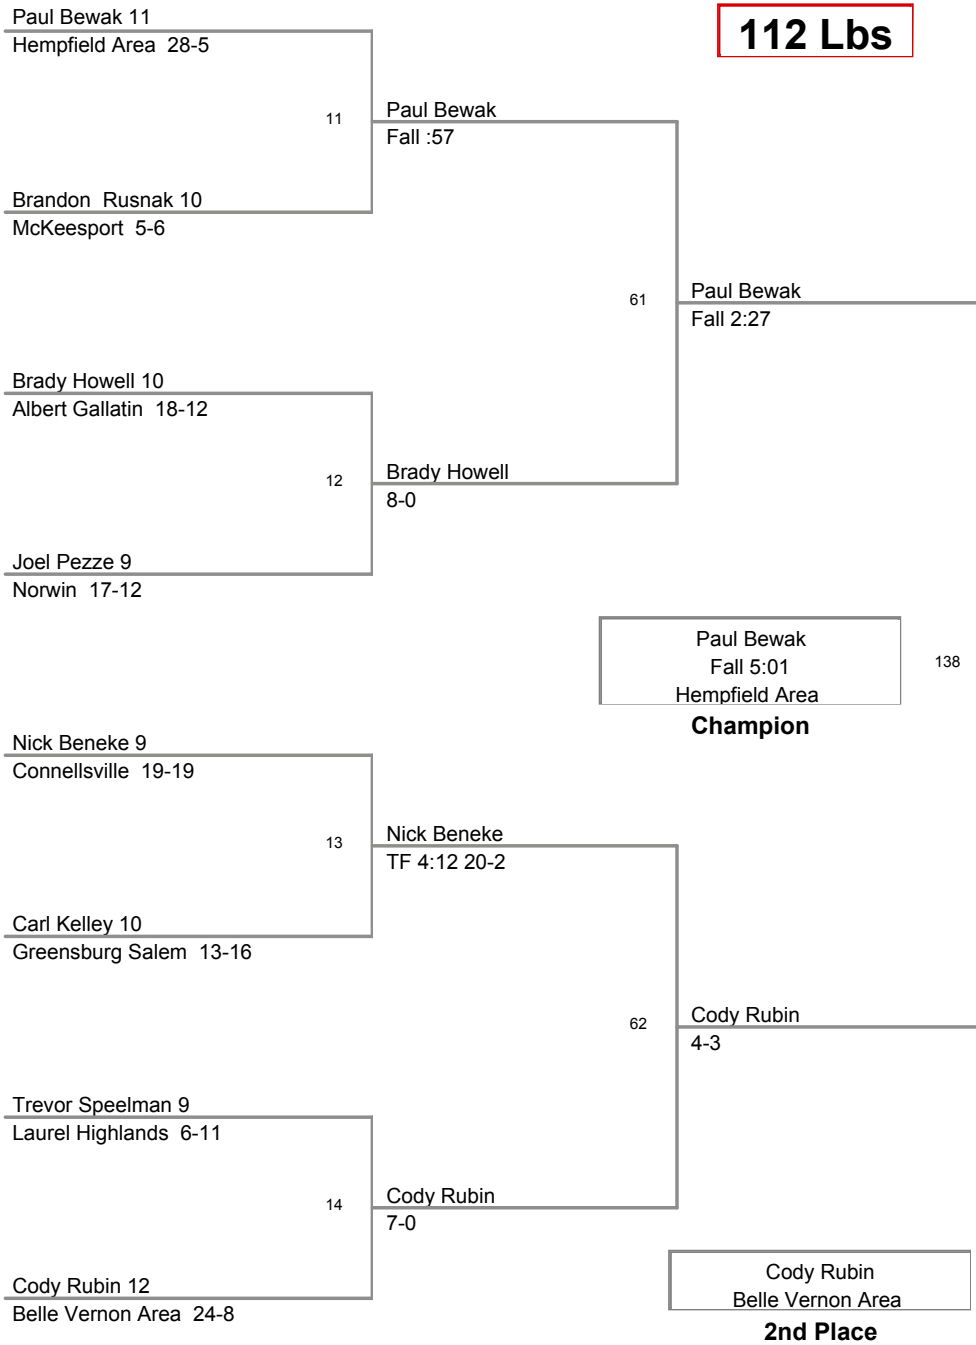 Paul Bewak 11
Hempfield Area  28-5
112 Lbs
11
Paul Bewak
Fall :57
Brandon  Rusnak 10
McKeesport  5-6
61
Paul Bewak
Fall 2:27
Brady Howell 10
Albert Gallatin  18-12
12
Brady Howell
8-0
Joel Pezze 9
Norwin  17-12
Paul Bewak
Fall 5:01
Hempfield Area
138
Champion
Nick Beneke 9
Connellsville  19-19
13
Nick Beneke
TF 4:12 20-2
Carl Kelley 10
Greensburg Salem  13-16
62
Cody Rubin
4-3
Trevor Speelman 9
Laurel Highlands  6-11
14
Cody Rubin
7-0
Cody Rubin 12
Belle Vernon Area  24-8
Cody Rubin
Belle Vernon Area
2nd Place